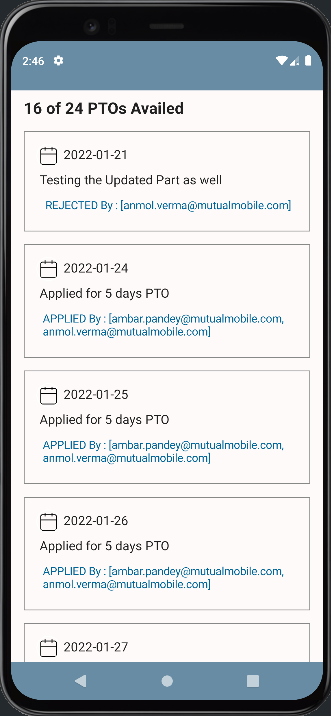 2:46
16 of 24 PTOs Availed
2022-01-21
Testing the Updated Part as well
REJECTED By : [anmol.verma@mutualmobile.com]
2022-01-24
Applied for 5 days PTO
APPLIED By : [ambar.pandey@mutualmobile.com,
anmol.verma@mutualmobile.com]
2022-01-25
Applied for 5 days PTO
APPLIED By : [ambar.pandey@mutualmobile.com,
anmol.verma@mutualmobile.com]
2022-01-26
Applied for 5 days PTO
APPLIED By : [ambar.pandey@mutualmobile.com,
anmol.verma@mutualmobile.com]
2022-01-27